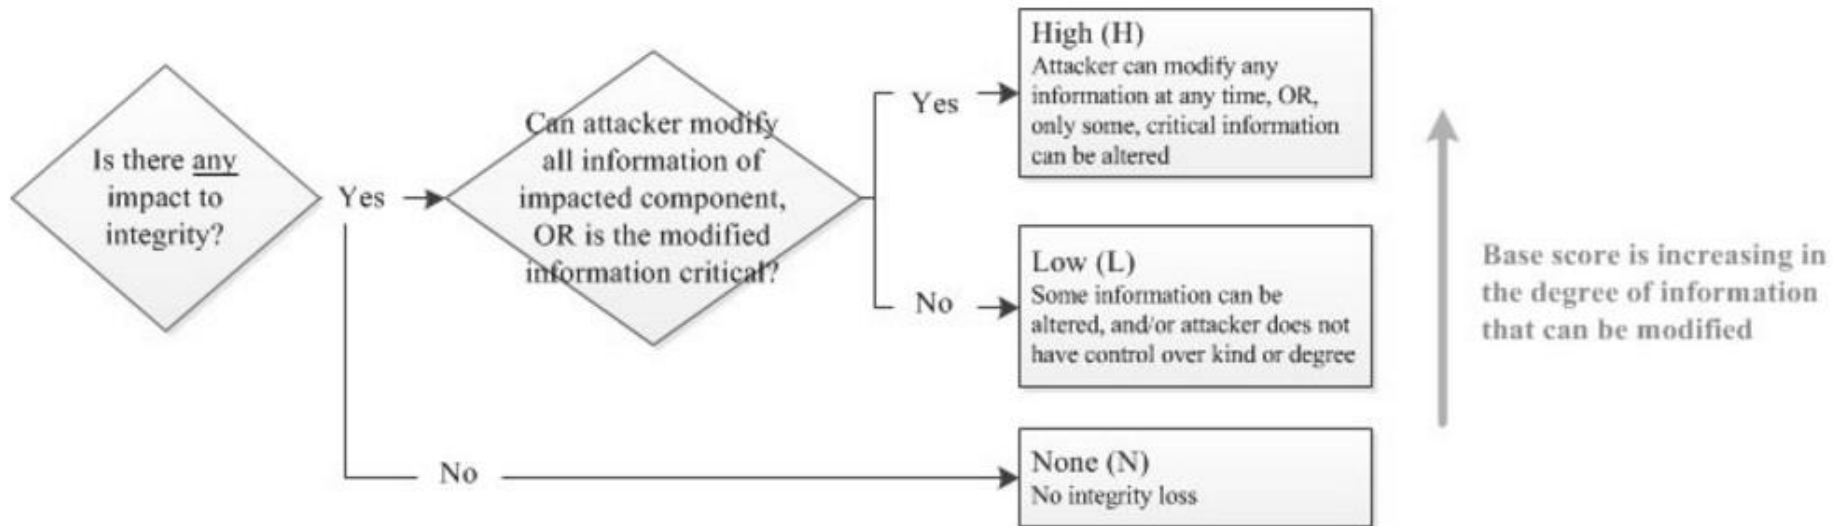 Is there any
impact to
integrity?
Yes
No
Can attacker modify
all information of
impacted component,
OR is the modified
information critical?
Yes
No
High (H)
Attacker can modify any
information at any time, OR,
only some, critical information
can be altered
Low (L)
Some information can be
altered, and/or attacker does not
have control over kind or degree
None (N)
No integrity loss
Base score is increasing in
the degree of information
that can be modified